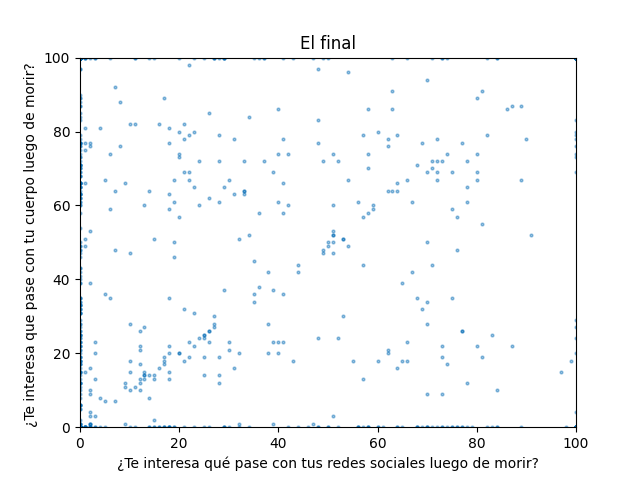 El final
¿Te interesa que pase con tu cuerpo luego de morir?
100
80
60
40
20
0
0 20 40 60 80 100
¿Te interesa qué pase con tus redes sociales luego de morir?